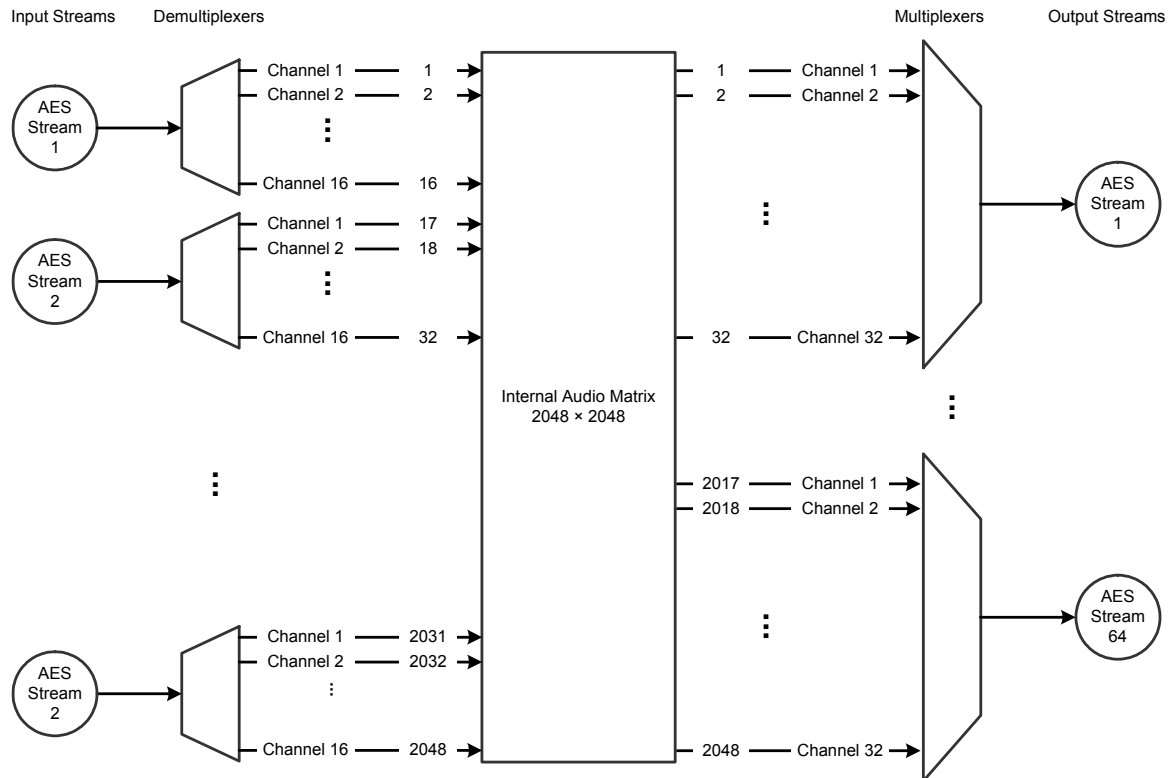 Input Streams
Demultiplexers
Multiplexers
Output Streams
AES
Stream
1
Channel 1
1
Channel 2
2
Channel 16
16
AES
Stream
2
Channel 1
17
Channel 2
18
Channel 16
32
AES
Stream
2
Channel 1
2031
Channel 2
2032
Channel 16
2048
Internal Audio Matrix
2048 × 2048
1
Channel 1
2
Channel 2
32
Channel 32
AES
Stream
1
2017
Channel 1
2018
Channel 2
2048
Channel 32
AES
Stream
64